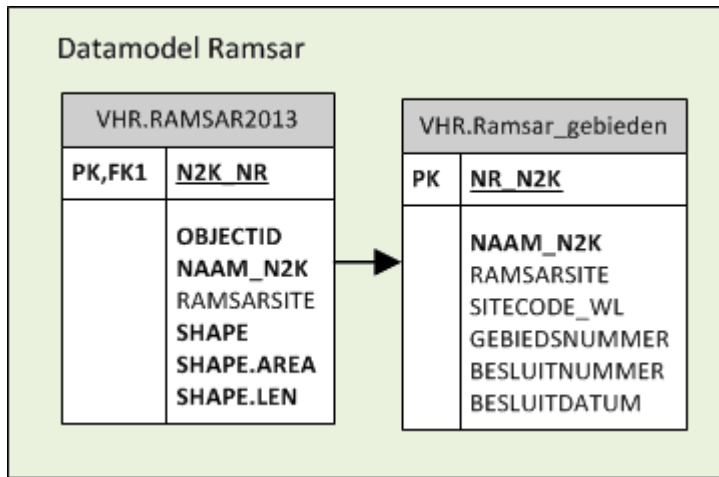 Datamodel Ramsar
VHR.RAMSAR2013
PK,FK1 N2K_NR
OBJECTID
NAAM_N2K
RAMSARSITE
SHAPE
SHAPE.AREA
SHAPE.LEN
VHR.Ramsar_gebieden
PK NR_N2K
NAAM_N2K
RAMSARSITE
SITECODE_WL
GEBIEDSNUMMER
BESLUITNUMMER
BESLUITDATUM